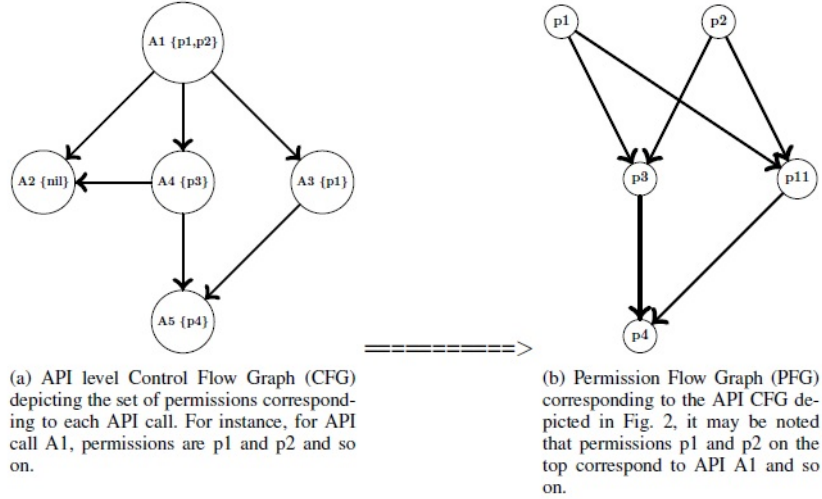 A1 {p1,p2}
A2 {nil}
A4 {p3}
A3 {p1}
A5 {p4}
(a) API level Control Flow Graph (CFG)
depicting the set of permissions correspond-
ing to each API call. For instance, for API
call A1, permissions are p1 and p2 and so
on.
==========>
p1
p2
p3
p11
p4
(b) Permission Flow Graph (PFG)
corresponding to the API CFG de-
picted in Fig. 2, it may be noted
that permissions p1 and p2 on the
top correspond to API A1 and so
on.